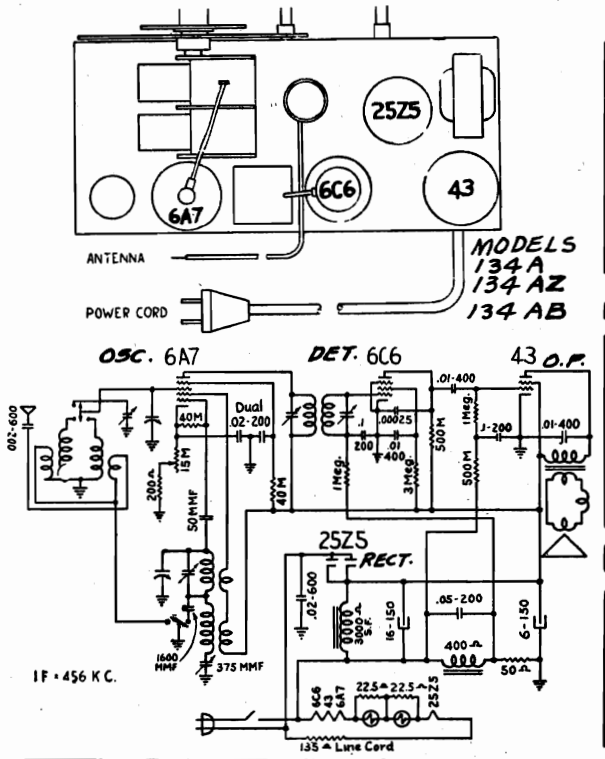 25Z5
6A7
6C6
43
ANTENNA
POWER CORD
MODELS
134A
134AZ
134AB
OSC. 6A7
DET. 6C6
43 O.P.
002-600
40M
15M
200Ω
50MMF
Dual
.02-200
40M
1Meg.
.1
200
.00025
.01
400
3Meg.
500M
.01-400
1Meg.
500M
.1-200
.01-400
25Z5
RECT.
.02-600
3000Ω
S.F.
16-150
.05-200
400Ω
50Ω
6-150
1600
MMF
375 MMF
IF = 456 KC.
6C6
43
6A7
22.5Ω
22.5Ω
25Z5
135Ω Line Cord